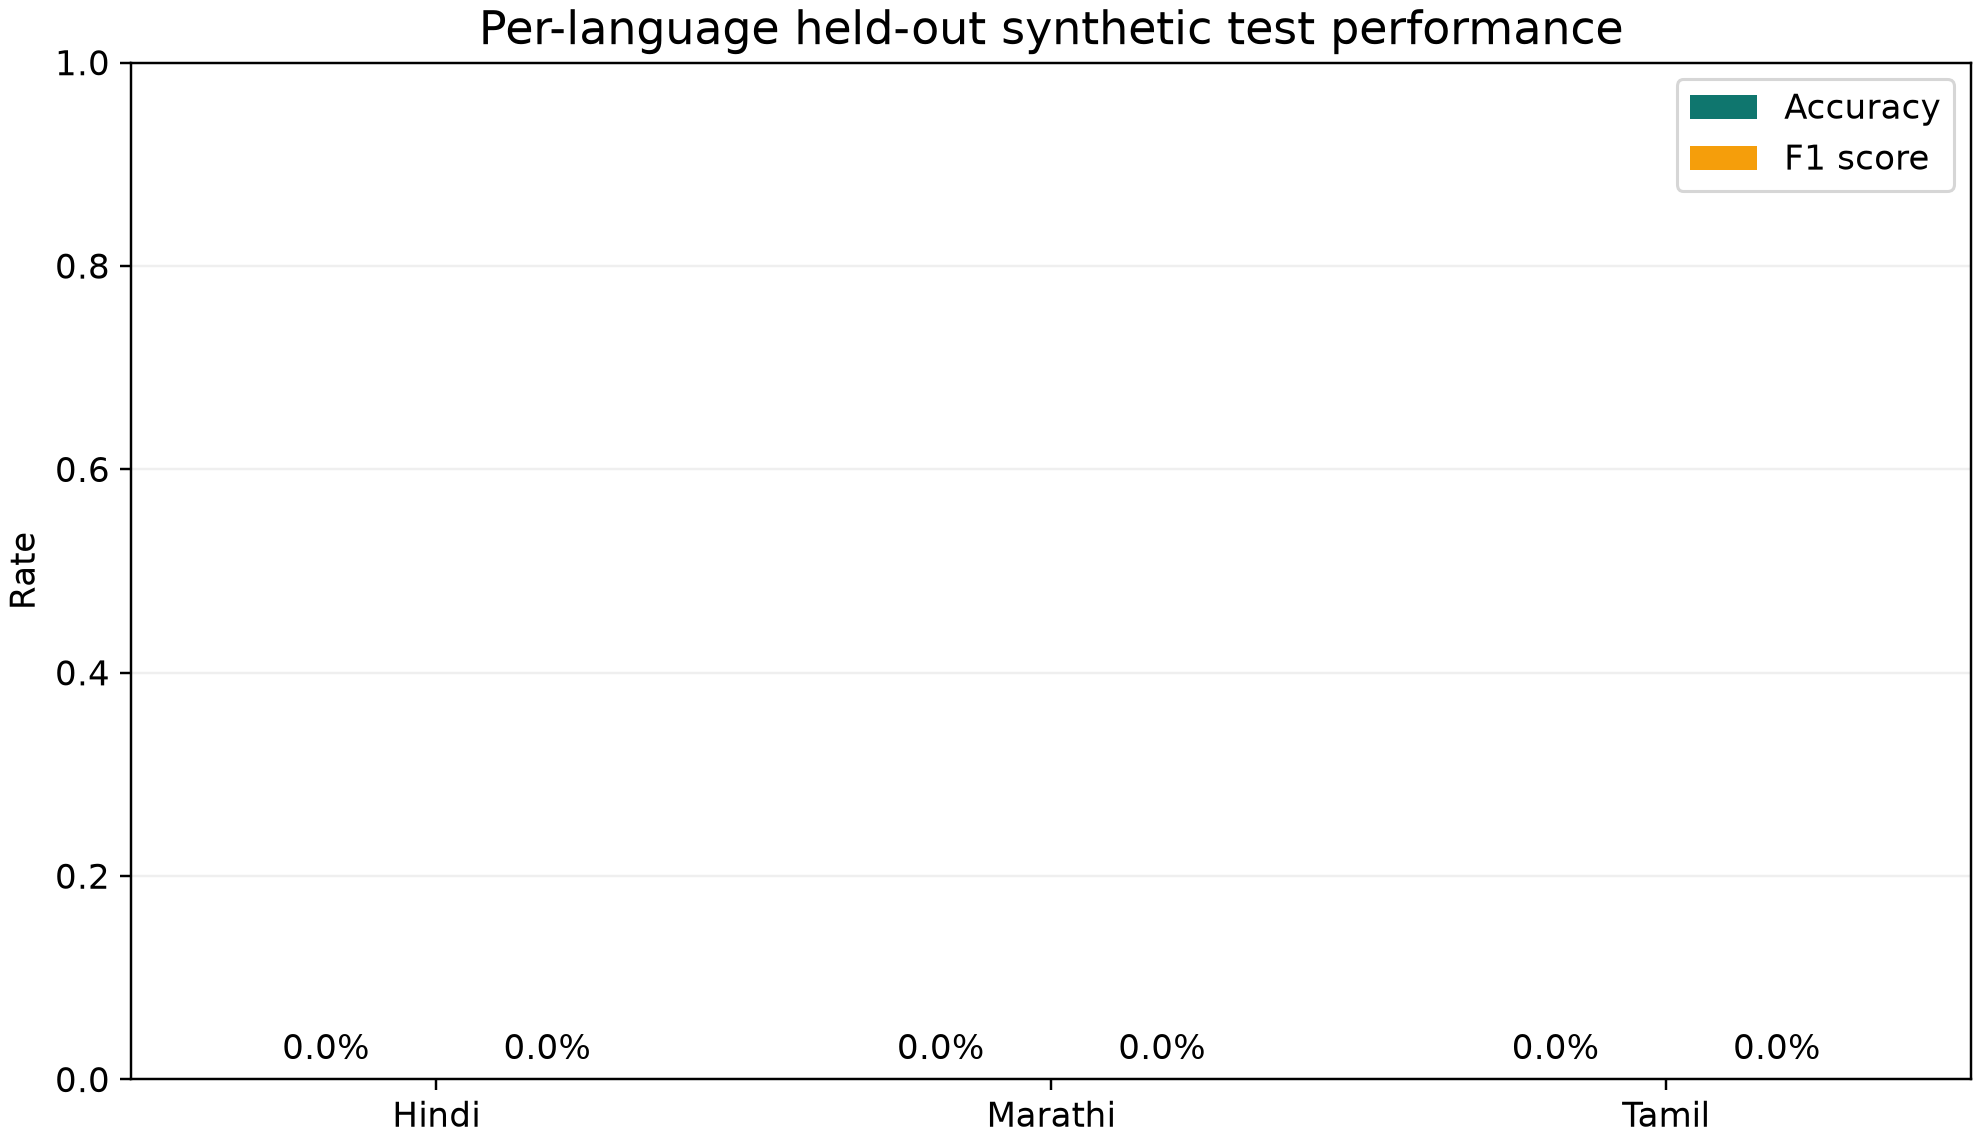 Per-language held-out synthetic test performance
1.0
0.8
0.6
0.4
0.2
0.0
Rate
Accuracy
F1 score
0.0% 0.0% 0.0% 0.0% 0.0% 0.0%
Hindi Marathi Tamil